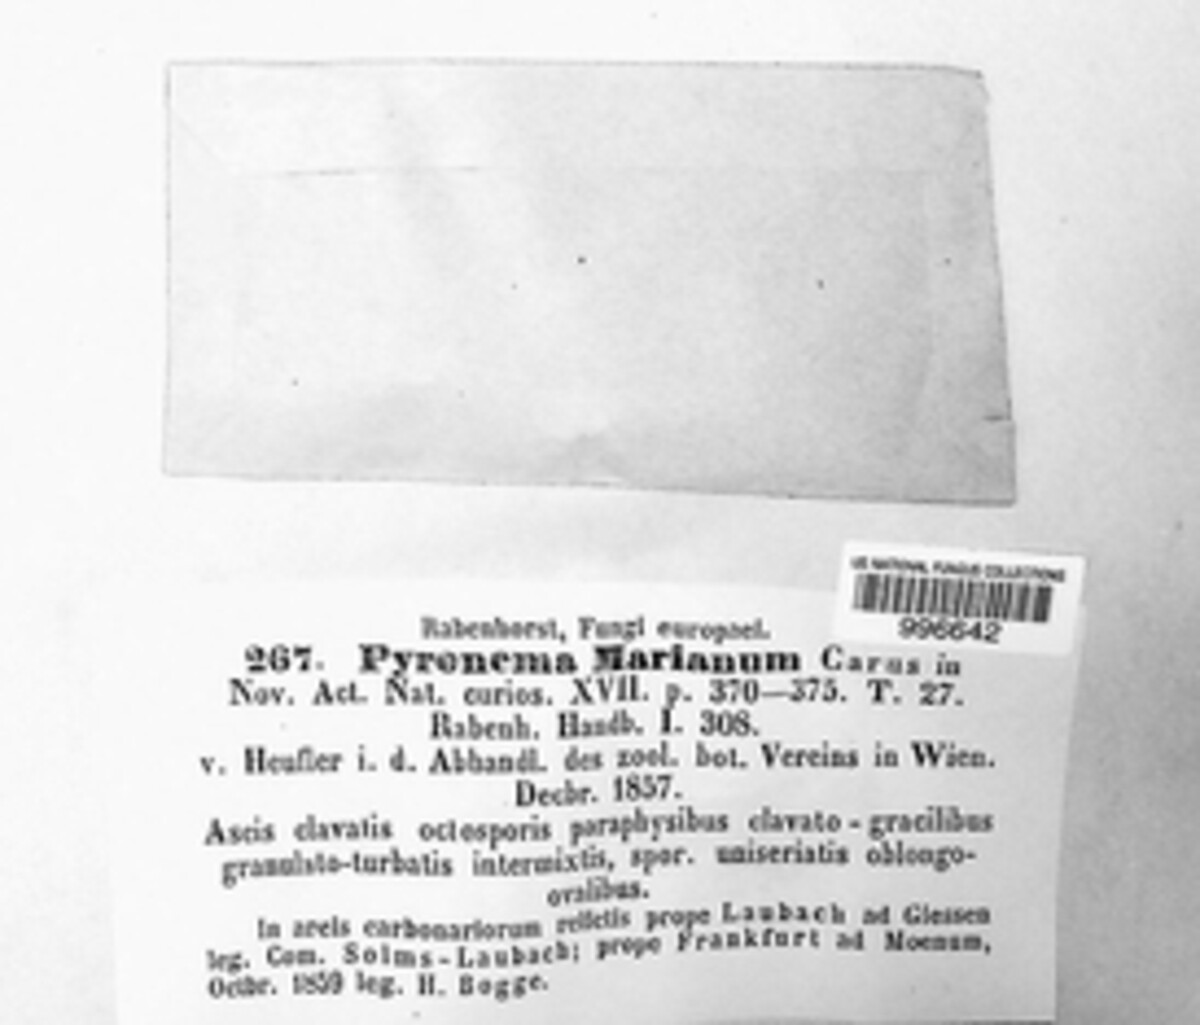 US NATIONAL FUNGUS COLLECTIONS
996642
Rabenhorst, Fungi europaei.
267. Pyronema Marianum Carus in
Nov. Act. Nat. curios. XVII. p. 370—375. T. 27.
Rabenh. Handb. I. 308.
v. Heufler i. d. Abhandl. des zool. bot. Vereins in Wien.
Decbr. 1857.
Ascis clavatis octosporis paraphysibus clavato-gracilibus
granulato-turbatis intermixtis, spor. uniseriatis oblongo-
ovalibus.
In areis carbonariorum relictis prope Laubach ad Giessen
leg. Com. Solms-Laubach; prope Frankfurt ad Moenum,
Octbr. 1859 leg. H. Bogge.